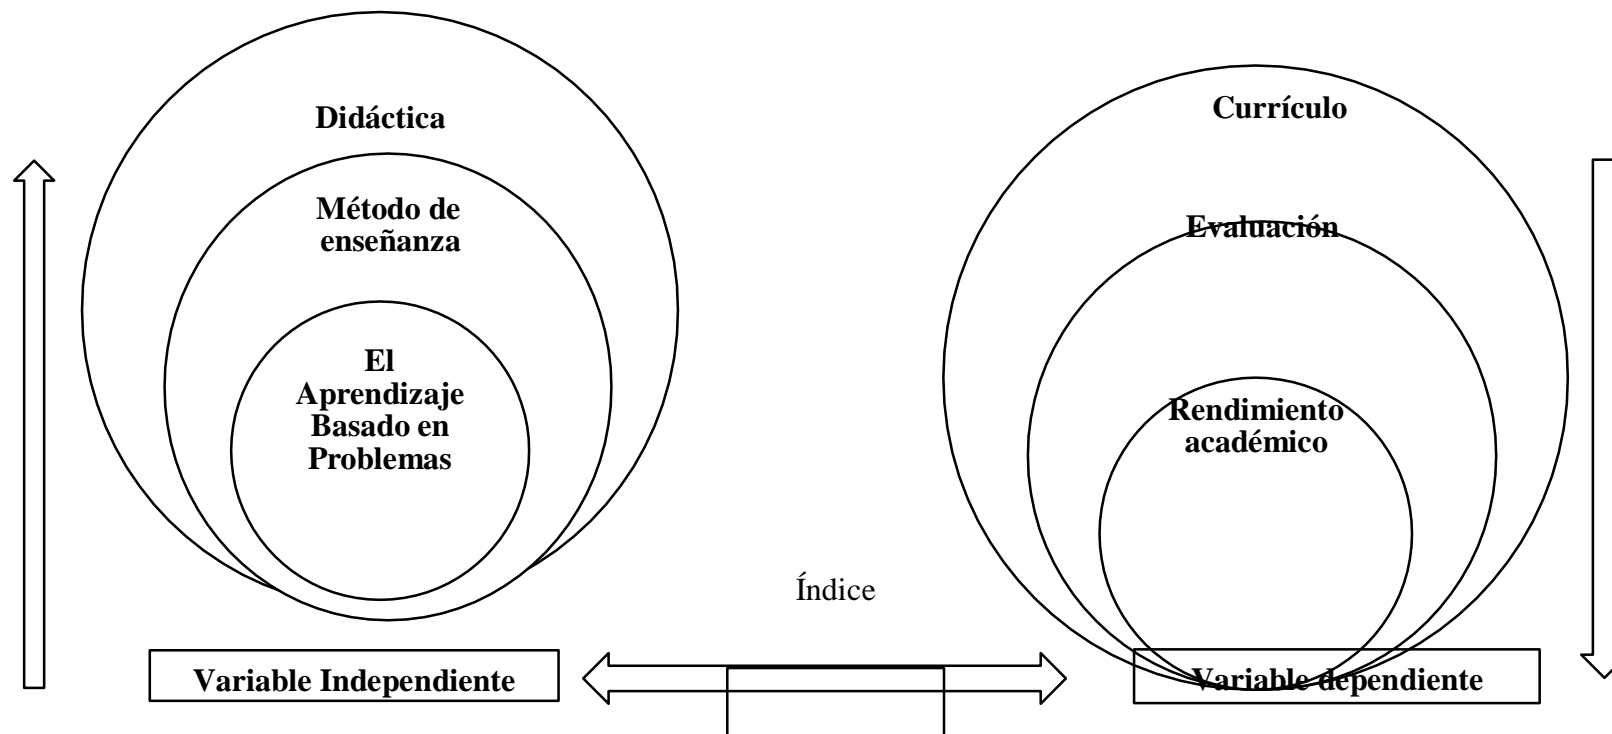 Didáctica
Método de
enseñanza
El
Aprendizaje
Basado en
Problemas
Variable Independiente
Índice
Currículo
Evaluación
Rendimiento
académico
Variable dependiente